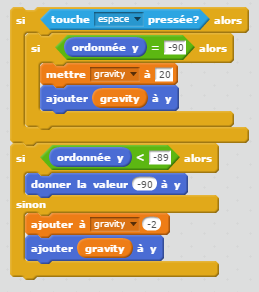 si touche espace pressée? alors
si ordonnée y = -90 alors
mettre gravity à 20
ajouter gravity à y
si ordonnée y < -89 alors
donner la valeur -90 à y
sinon
ajouter à gravity -2
ajouter gravity à y